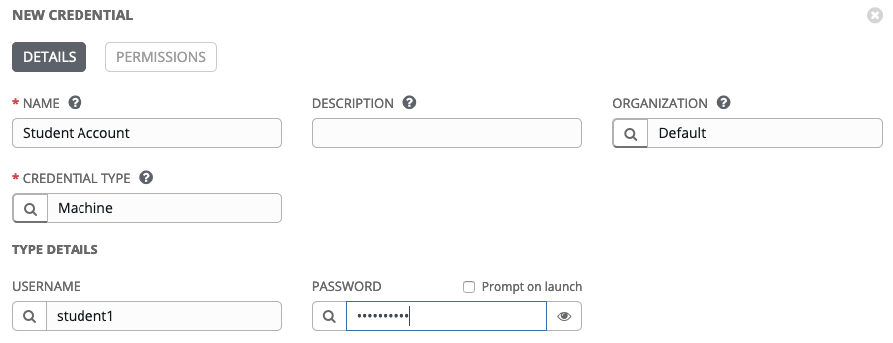 NEW CREDENTIAL
DETAILS PERMISSIONS
* NAME ? DESCRIPTION ? ORGANIZATION ?
Student Account Default
* CREDENTIAL TYPE ?
Machine
TYPE DETAILS
USERNAME PASSWORD Prompt on launch
student1 ••••••••••